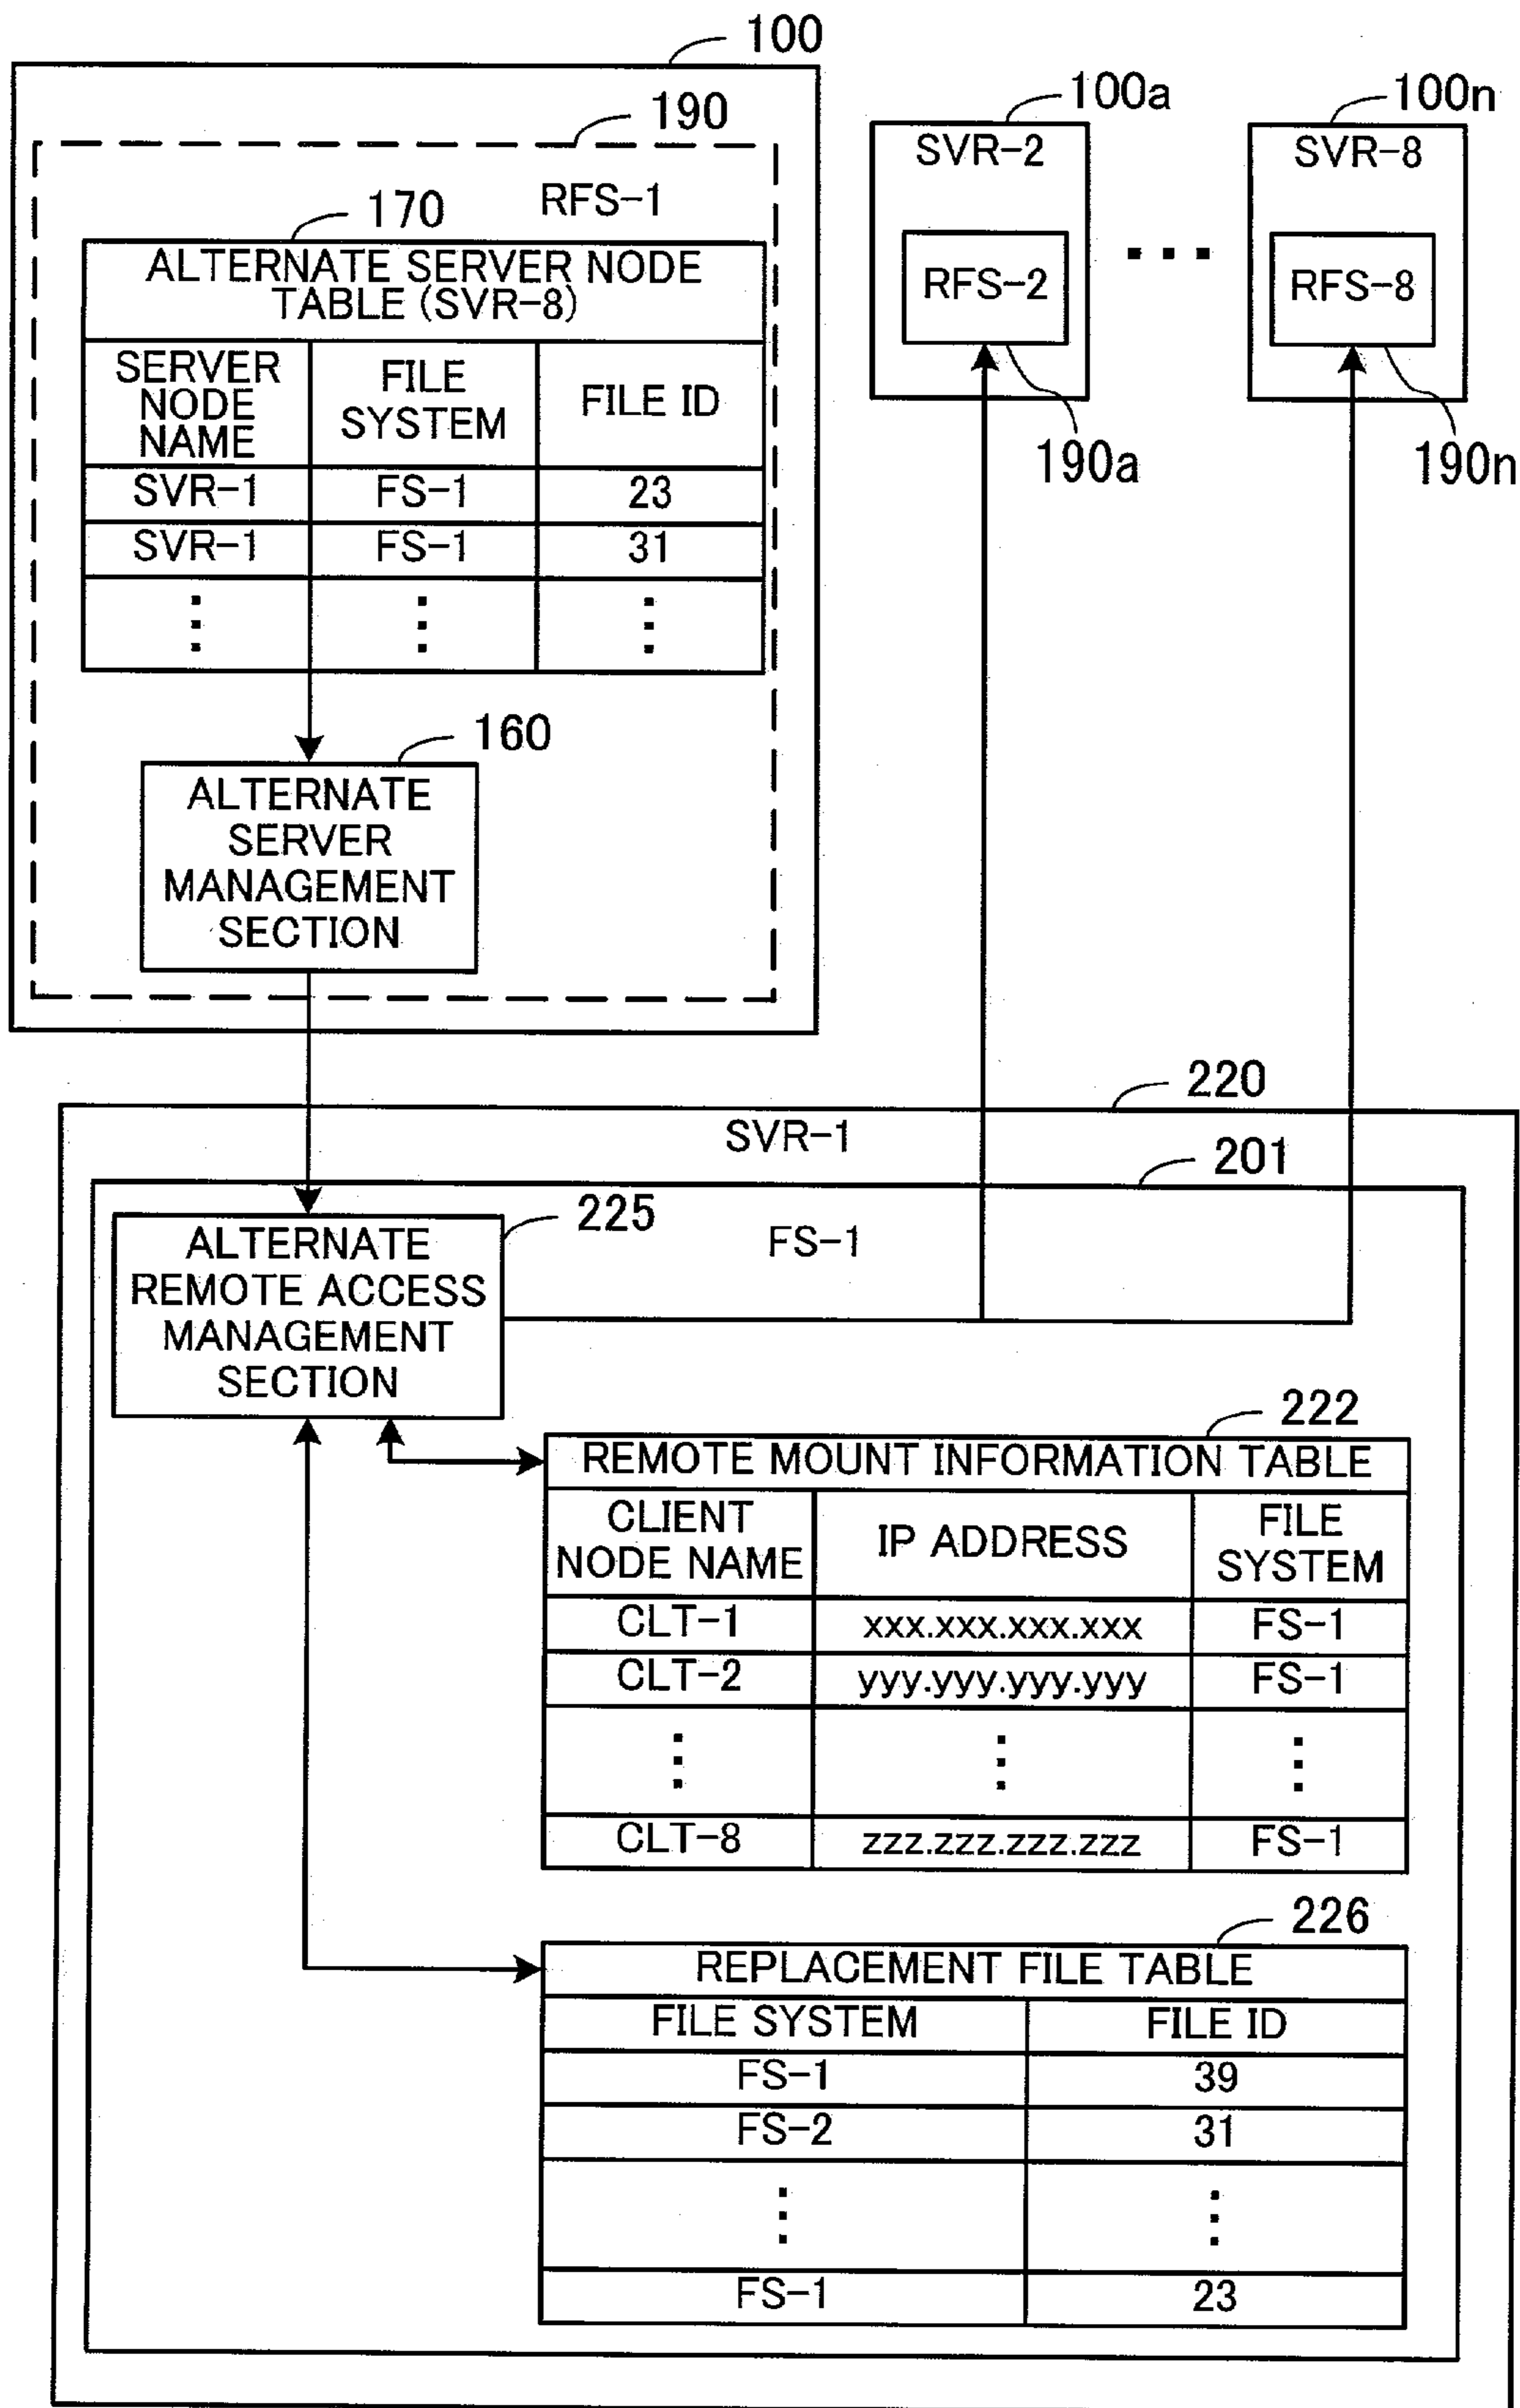 100
190
RFS-1
170
ALTERNATE SERVER NODE
TABLE (SVR-8)
SERVER
NODE
NAME
FILE
SYSTEM
FILE ID
SVR-1 FS-1 23
SVR-1 FS-1 31
160
ALTERNATE
SERVER
MANAGEMENT
SECTION
100a
SVR-2
RFS-2
190a
100n
SVR-8
RFS-8
190n
220
SVR-1
201
FS-1
225
ALTERNATE
REMOTE ACCESS
MANAGEMENT
SECTION
222
REMOTE MOUNT INFORMATION TABLE
CLIENT
NODE NAME
IP ADDRESS
FILE
SYSTEM
CLT-1 xxx.xxx.xxx.xxx FS-1
CLT-2 yyy.yyy.yyy.yyy FS-1
CLT-8 zzz.zzz.zzz.zzz FS-1
226
REPLACEMENT FILE TABLE
FILE SYSTEM FILE ID
FS-1 39
FS-2 31
FS-1 23